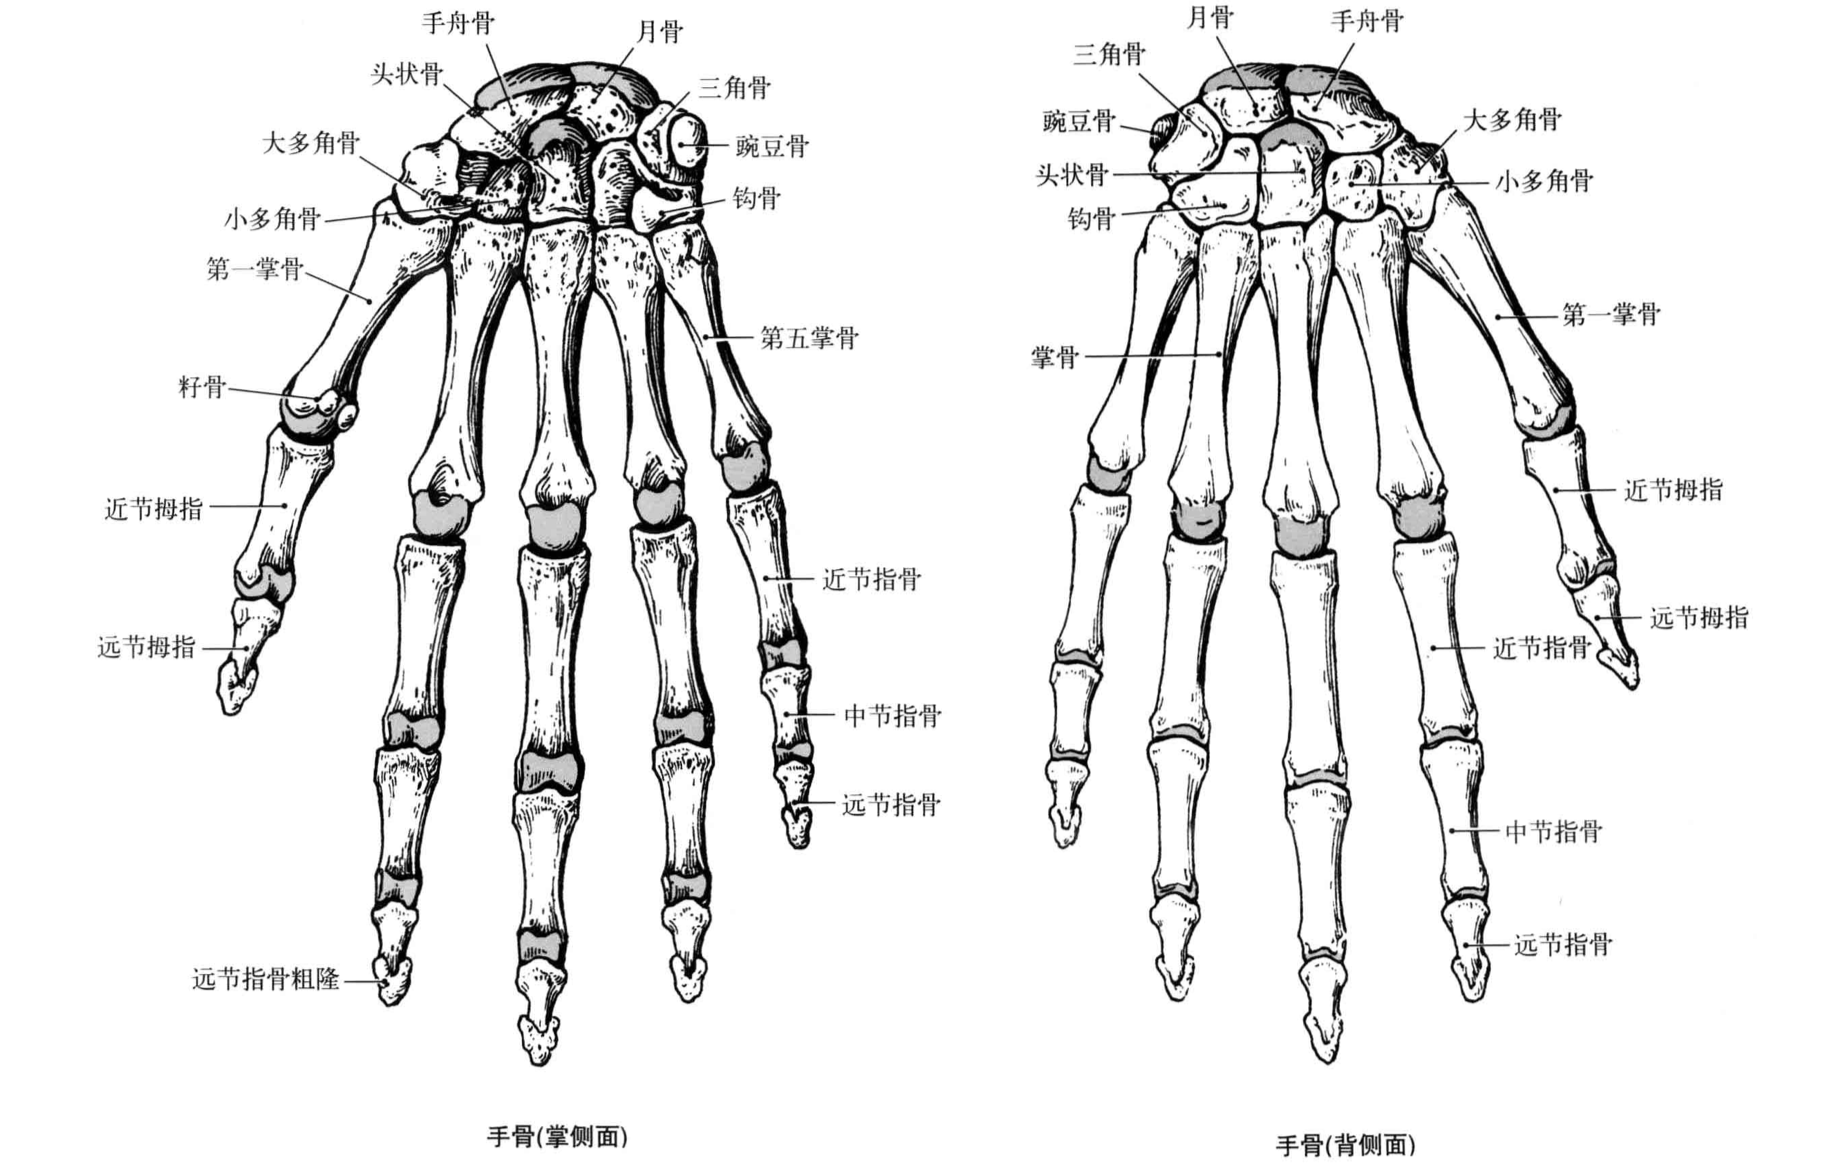 手舟骨
月骨
头状骨
三角骨
大多角骨
豌豆骨
小多角骨
钩骨
第一掌骨
第五掌骨
籽骨
近节拇指
近节指骨
远节拇指
中节指骨
远节指骨
远节指骨粗隆
手骨(掌侧面)
月骨
手舟骨
三角骨
豌豆骨
大多角骨
头状骨
小多角骨
钩骨
第一掌骨
掌骨
近节拇指
远节拇指
近节指骨
中节指骨
远节指骨
手骨(背侧面)